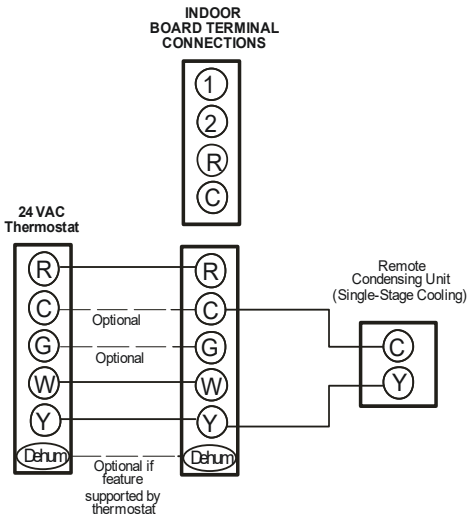 INDOOR
BOARD TERMINAL
CONNECTIONS
1
2
R
C
24 VAC
Thermostat
R
C
G
W
Y
Dehum
Optional
Optional
Optional if
feature
supported by
thermostat
R
C
G
W
Y
Dehum
Remote
Condensing Unit
(Single-Stage Cooling)
C
Y